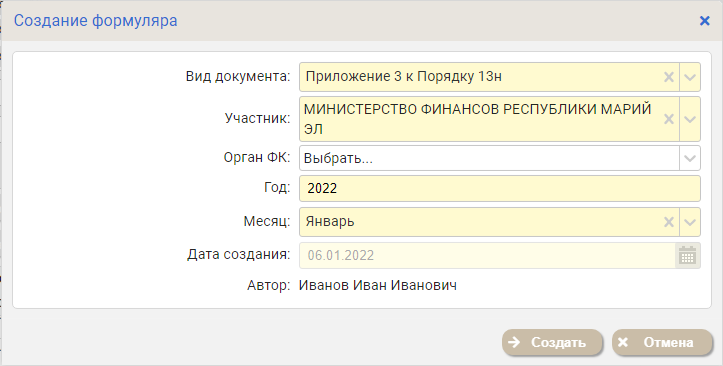 Создание формуляра
Вид документа: Приложение 3 к Порядку 13н
Участник: МИНИСТЕРСТВО ФИНАНСОВ РЕСПУБЛИКИ МАРИЙ
ЭЛ
Орган ФК: Выбрать...
Год: 2022
Месяц: Январь
Дата создания: 06.01.2022
Автор: Иванов Иван Иванович
Создать Отмена